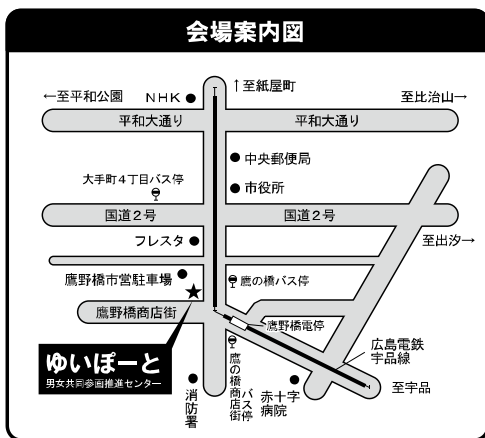 会場案内図
↑至紙屋町
←至平和公園
NHK
至比治山→
平和大通り
平和大通り
中央郵便局
大手町4丁目バス停
市役所
国道2号
国道2号
フレスタ
至出汐→
鷹野橋市営駐車場
鷹の橋バス停
鷹野橋商店街
鷹野橋電停
ゆいぽーと
男女共同参画推進センター
広島電鉄
宇品線
至宇品
消防署
鷹の橋商店街
バス停
赤十字
病院